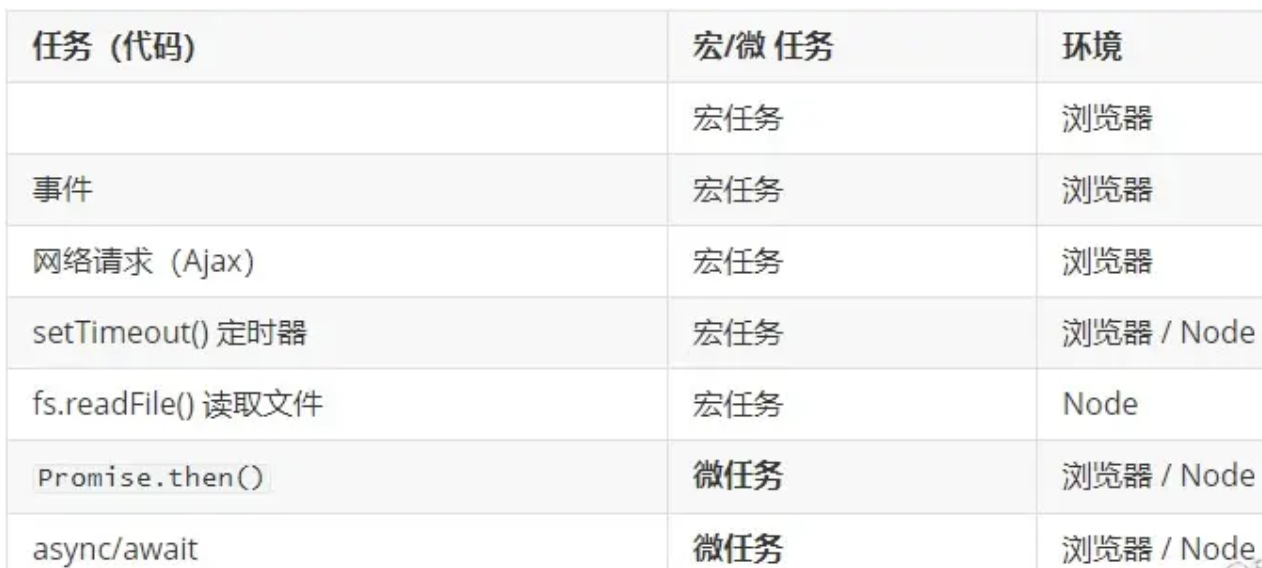 任务（代码） 宏/微 任务 环境
宏任务 浏览器
事件 宏任务 浏览器
网络请求（Ajax） 宏任务 浏览器
setTimeout() 定时器 宏任务 浏览器 / Node
fs.readFile() 读取文件 宏任务 Node
Promise.then() 微任务 浏览器 / Node
async/await 微任务 浏览器 / Node